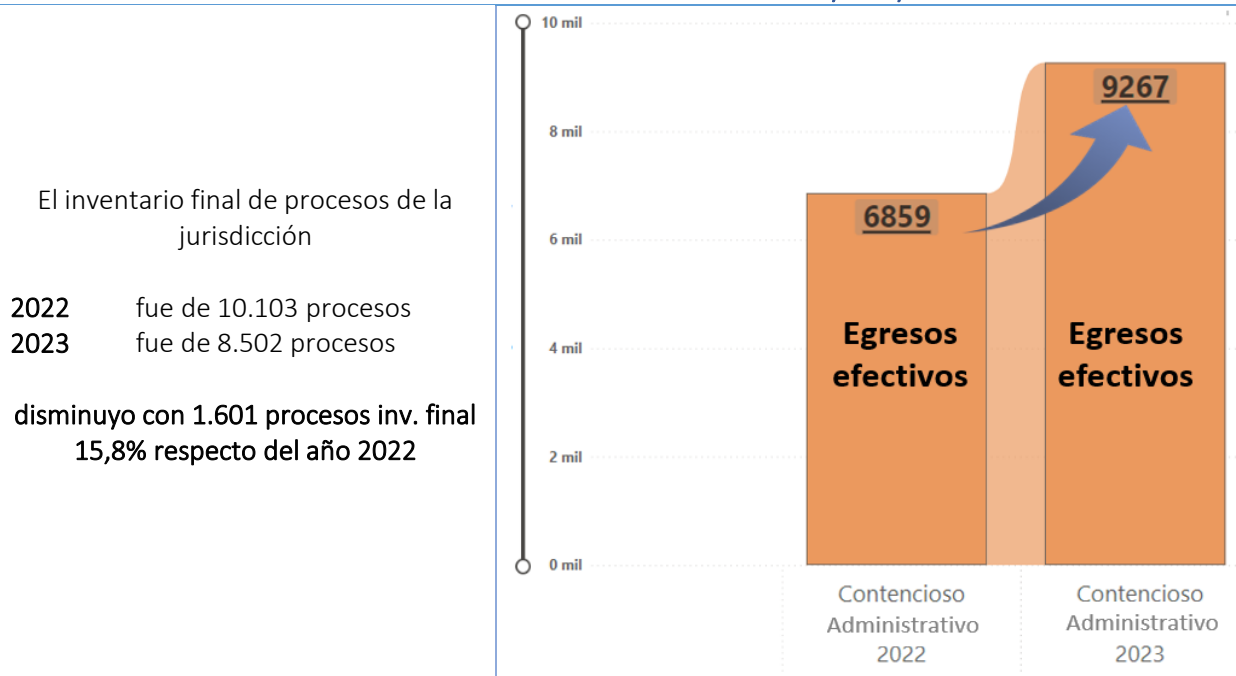 El inventario final de procesos de la
jurisdicción
2022 fue de 10.103 procesos
2023 fue de 8.502 procesos
disminuyo con 1.601 procesos inv. final
15,8% respecto del año 2022
10 mil
8 mil
6 mil
4 mil
2 mil
0 mil
6859
Egresos
efectivos
9267
Egresos
efectivos
Contencioso
Administrativo
2022
Contencioso
Administrativo
2023